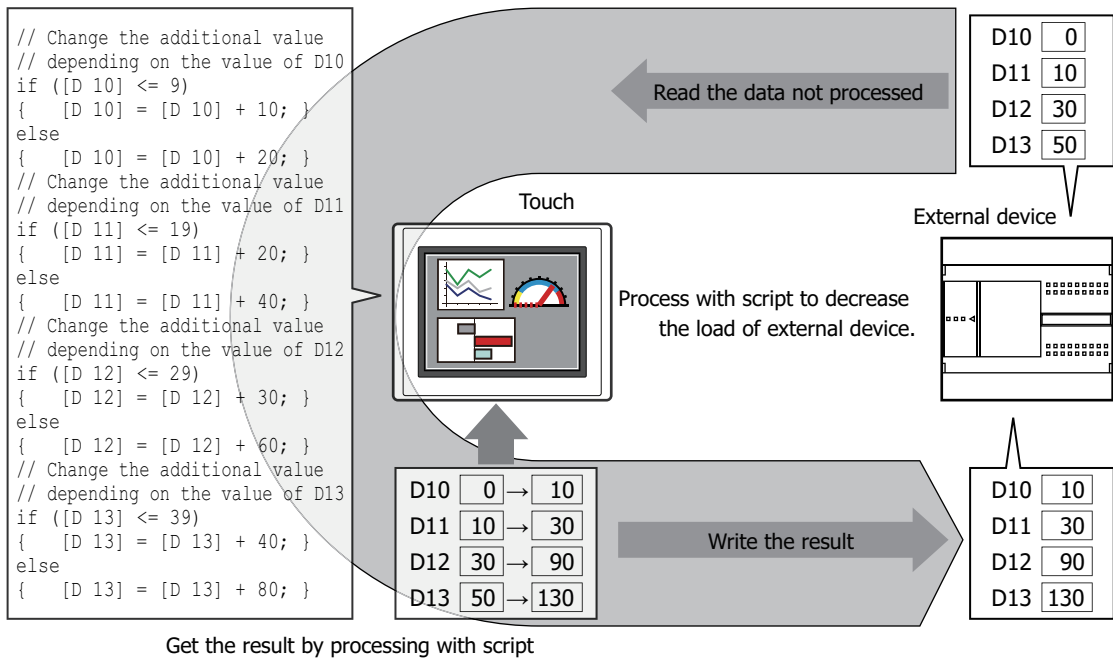 // Change the additional value
// depending on the value of D10
if ([D 10] <= 9)
{   [D 10] = [D 10] + 10; }
else
{   [D 10] = [D 10] + 20; }
// Change the additional value
// depending on the value of D11
if ([D 11] <= 19)
{   [D 11] = [D 11] + 20; }
else
{   [D 11] = [D 11] + 40; }
// Change the additional value
// depending on the value of D12
if ([D 12] <= 29)
{   [D 12] = [D 12] + 30; }
else
{   [D 12] = [D 12] + 60; }
// Change the additional value
// depending on the value of D13
if ([D 13] <= 39)
{   [D 13] = [D 13] + 40; }
else
{   [D 13] = [D 13] + 80; }
Read the data not processed
D10 0
D11 10
D12 30
D13 50
Touch
External device
Process with script to decrease
the load of external device.
D10 0 → 10
D11 10 → 30
D12 30 → 90
D13 50 → 130
Write the result
D10 10
D11 30
D12 90
D13 130
Get the result by processing with script